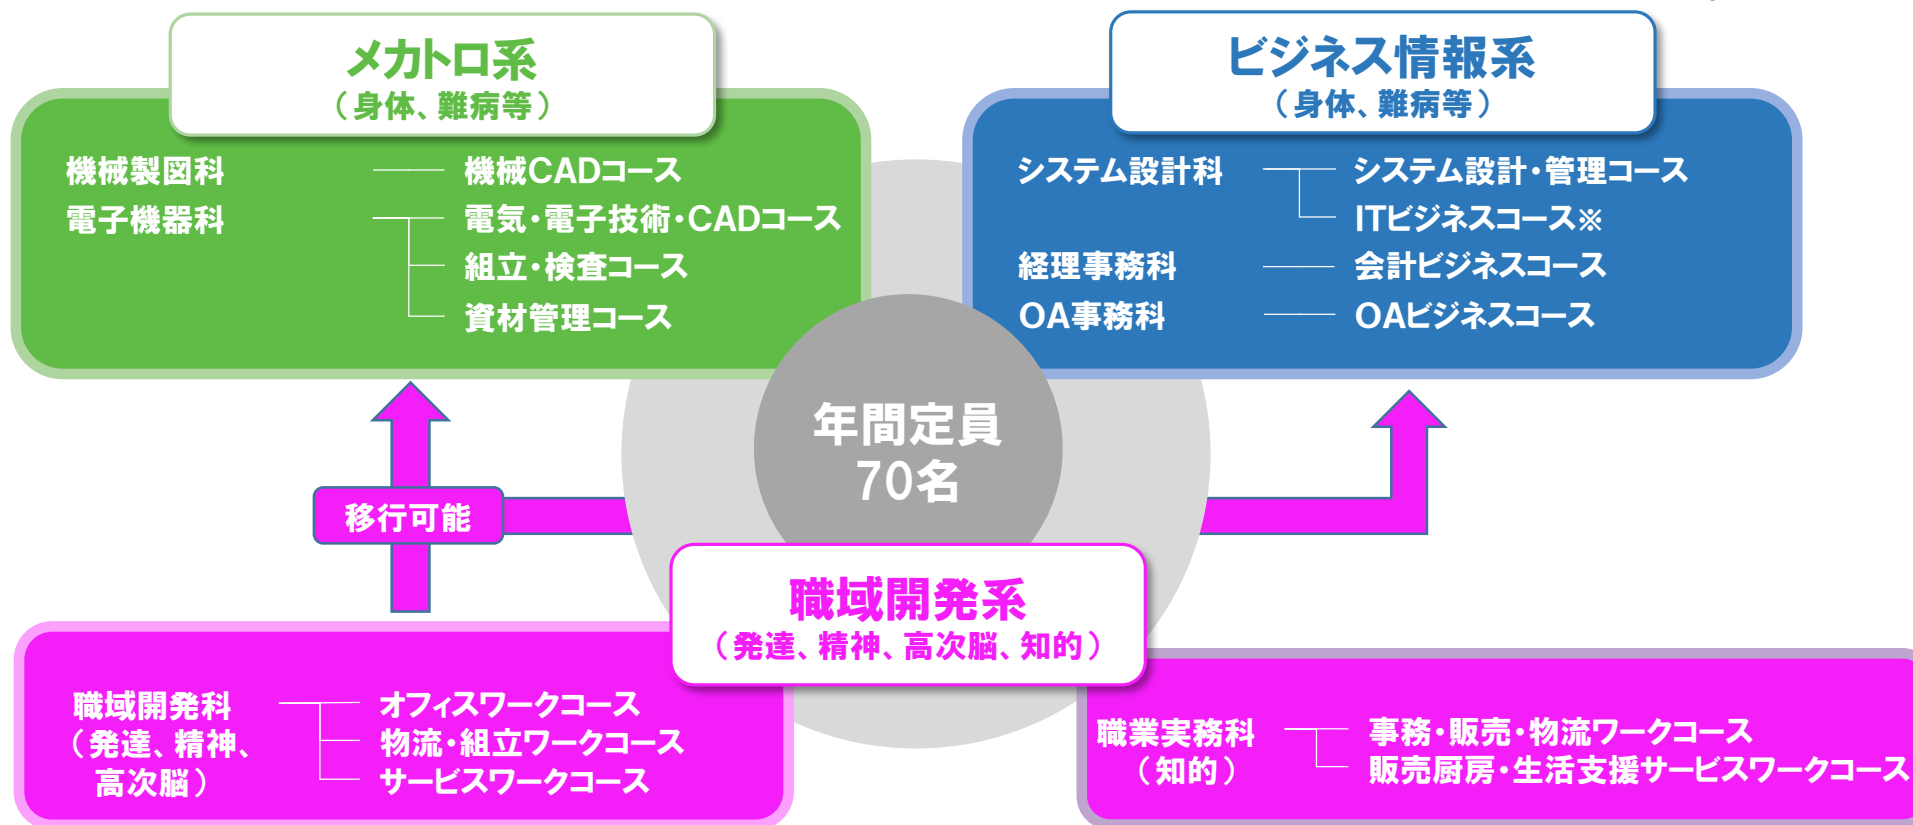 メカトロ系
（身体、難病等）
機械製図科 機械CADコース
電子機器科 電気・電子技術・CADコース
組立・検査コース
資材管理コース
ビジネス情報系
（身体、難病等）
システム設計科 システム設計・管理コース
ITビジネスコース※
経理事務科 会計ビジネスコース
OA事務科 OAビジネスコース
年間定員
70名
移行可能
職域開発系
（発達、精神、高次脳、知的）
職域開発科 オフィスワークコース
（発達、精神、 物流・組立ワークコース
高次脳） サービスワークコース
職業実務科 事務・販売・物流ワークコース
（知的） 販売厨房・生活支援サービスワークコース